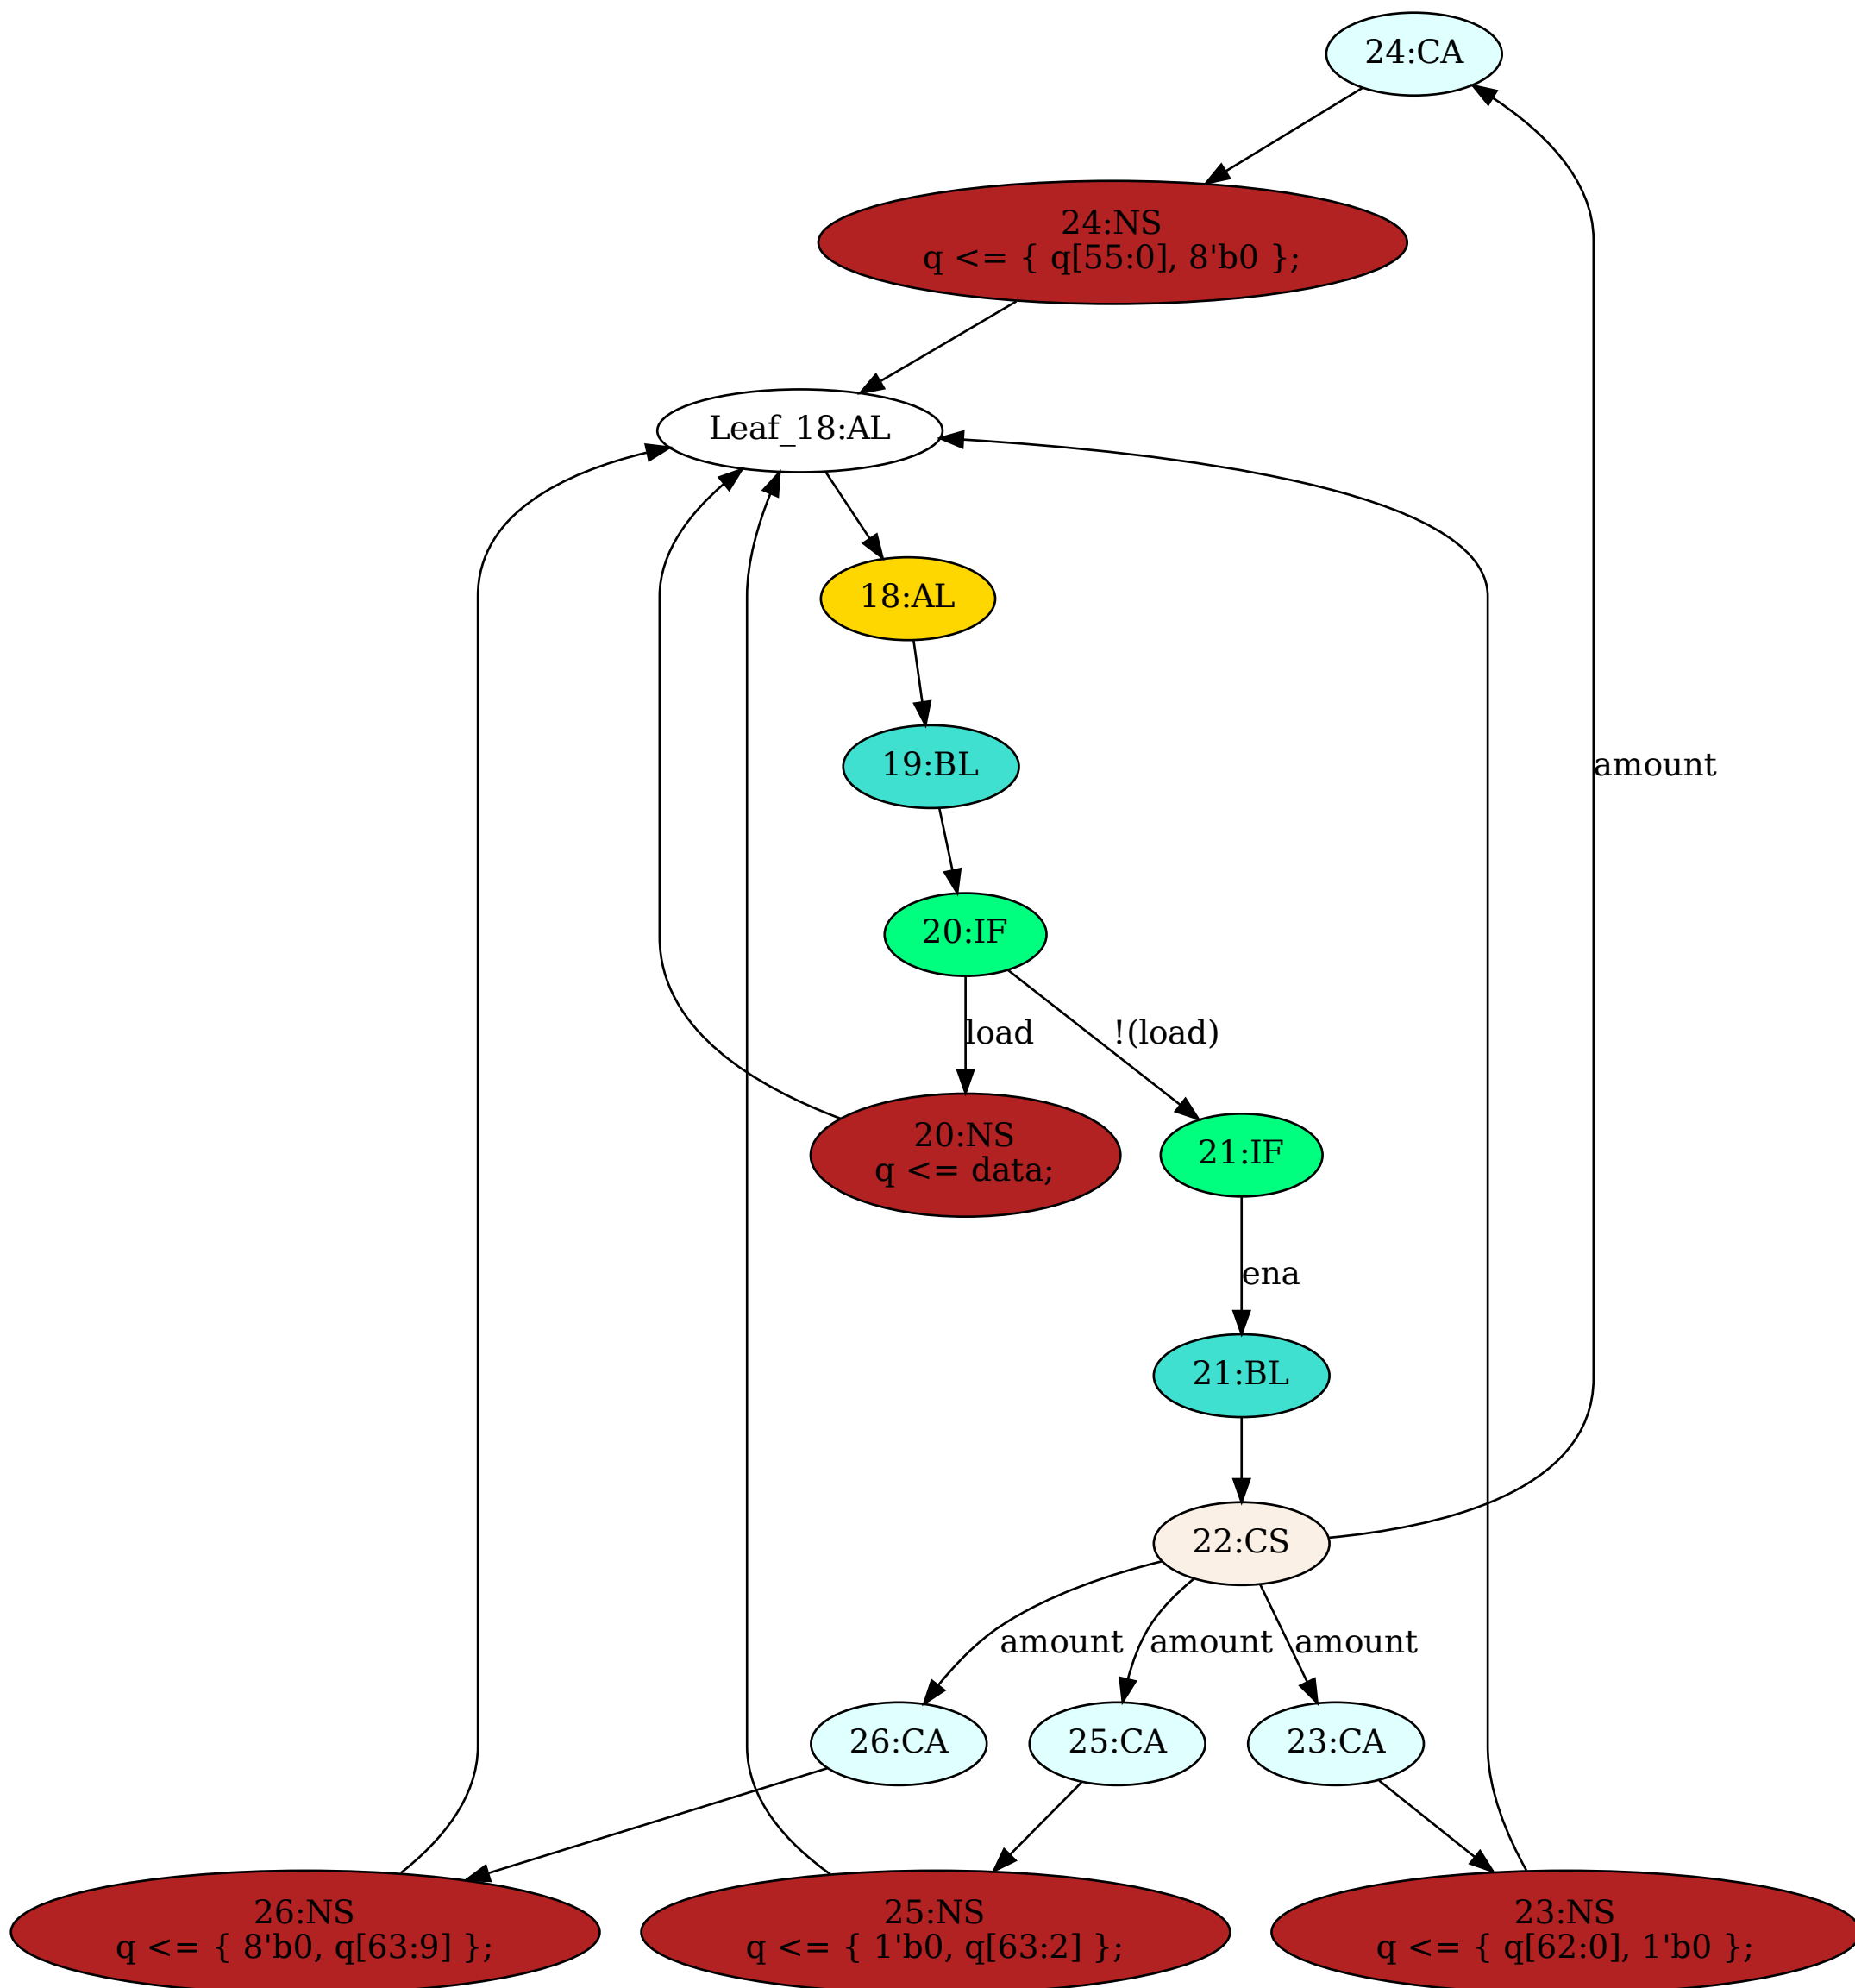 24:CA
24:NS
q <= { q[55:0], 8'b0 };
Leaf_18:AL
18:AL
19:BL
amount
20:IF
load
!(load)
20:NS
q <= data;
21:IF
ena
21:BL
22:CS
amount
amount
amount
26:CA
25:CA
23:CA
26:NS
q <= { 8'b0, q[63:9] };
25:NS
q <= { 1'b0, q[63:2] };
23:NS
q <= { q[62:0], 1'b0 };